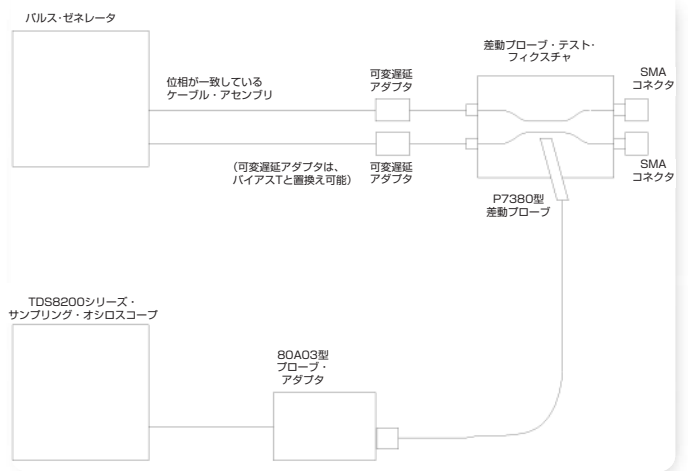 パルス・ゼネレータ
位相が一致している
ケーブル・アセンブリ
可変遅延
アダプタ
差動プローブ・テスト・
フィクスチャ
SMA
コネクタ
(可変遅延アダプタは、
バイアスTと置換え可能)
可変遅延
アダプタ
SMA
コネクタ
P7380型
差動プローブ
TDS8200シリーズ・
サンプリング・オシロスコープ
80A03型
プローブ・
アダプタ